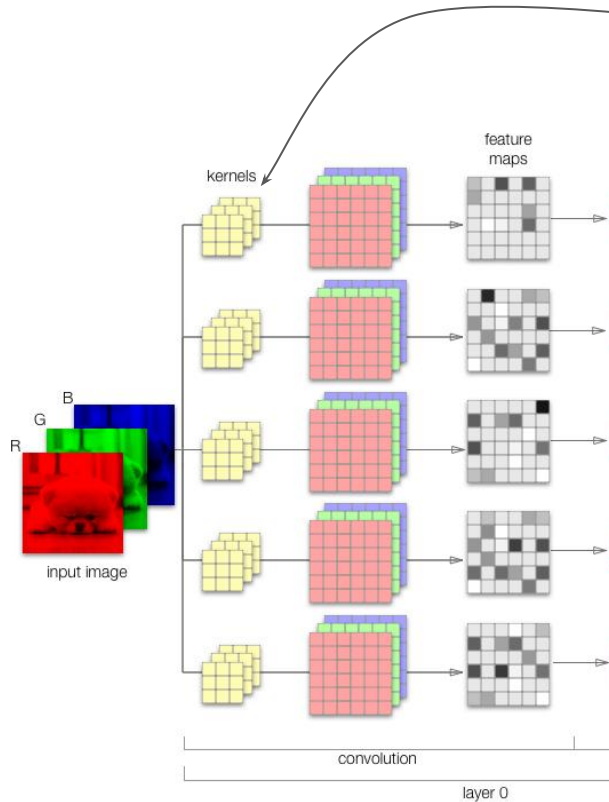 feature
maps
kernels
B
G
R
input image
convolution
layer 0